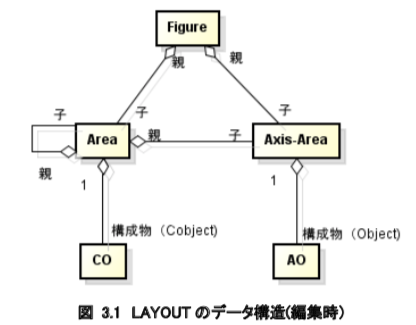 Figure
親 親
子 子
子
Area 親 子 Axis-Area
親
1 1
構成物（Cobject) 構成物（Object)
CO AO
図 3.1 LAYOUT のデータ構造(編集時)